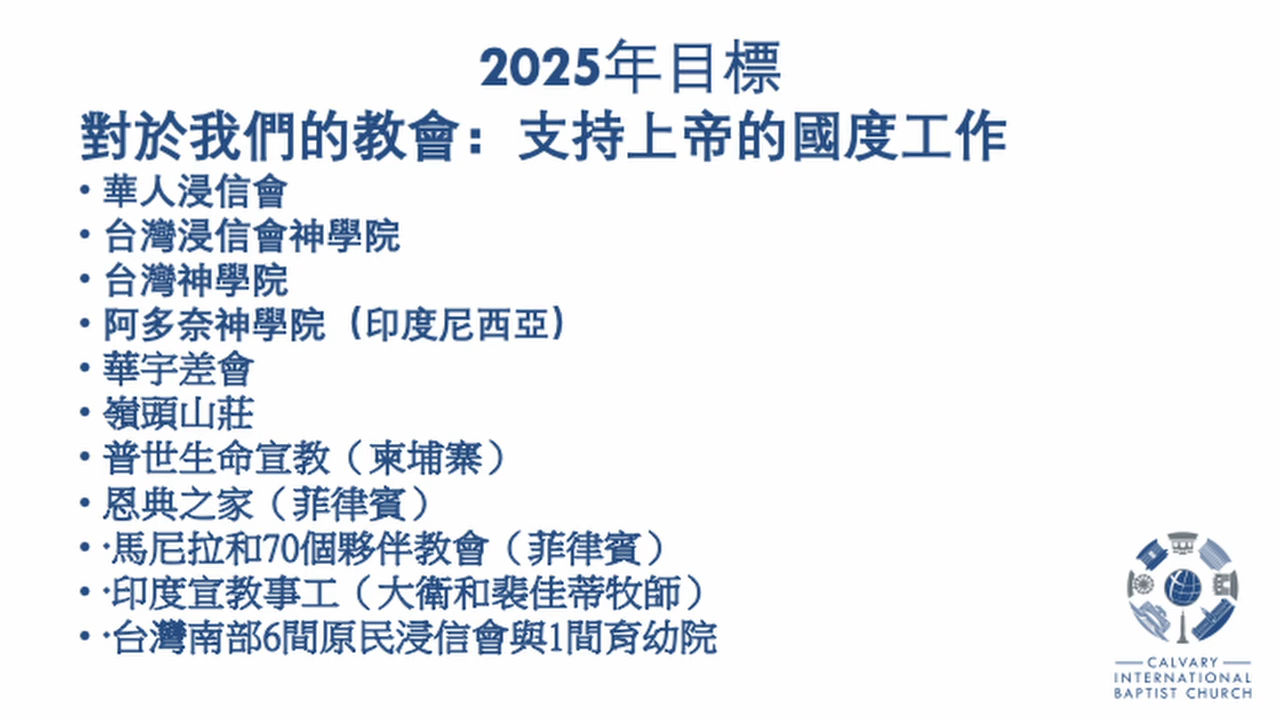 2025年目標
對於我們的教會：支持上帝的國度工作
• 華人浸信會
• 台灣浸信會神學院
• 台灣神學院
• 阿多奈神學院（印度尼西亞）
• 華宇差會
• 嶺頭山莊
• 普世生命宣教（柬埔寨）
• 恩典之家（菲律賓）
• ·馬尼拉和70個夥伴教會（菲律賓）
• ·印度宣教事工（大衛和裴佳蒂牧師）
• ·台灣南部6間原民浸信會與1間育幼院
CALVARY
INTERNATIONAL
BAPTIST CHURCH